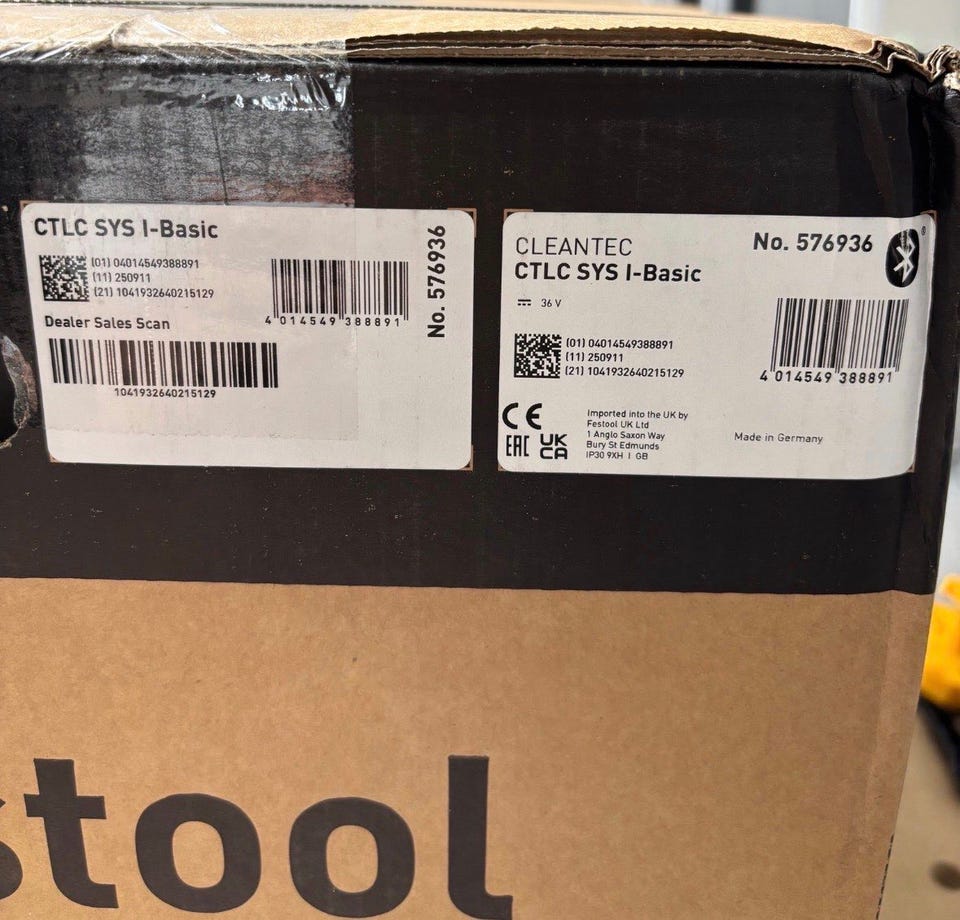 CTLC SYS I-Basic
(01) 04014549388891
(11) 250911
(21) 1041932640215129
4 014549 388891
No. 576936
Dealer Sales Scan
1041932640215129
CLEANTEC
CTLC SYS I-Basic
No. 576936
®
36 V
(01) 04014549388891
(11) 250911
(21) 1041932640215129
4 014549 388891
CE
EAC
UK
CA
Imported into the UK by
Festool UK Ltd
1 Anglo Saxon Way
Bury St Edmunds
IP30 9XH | GB
Made in Germany
stool